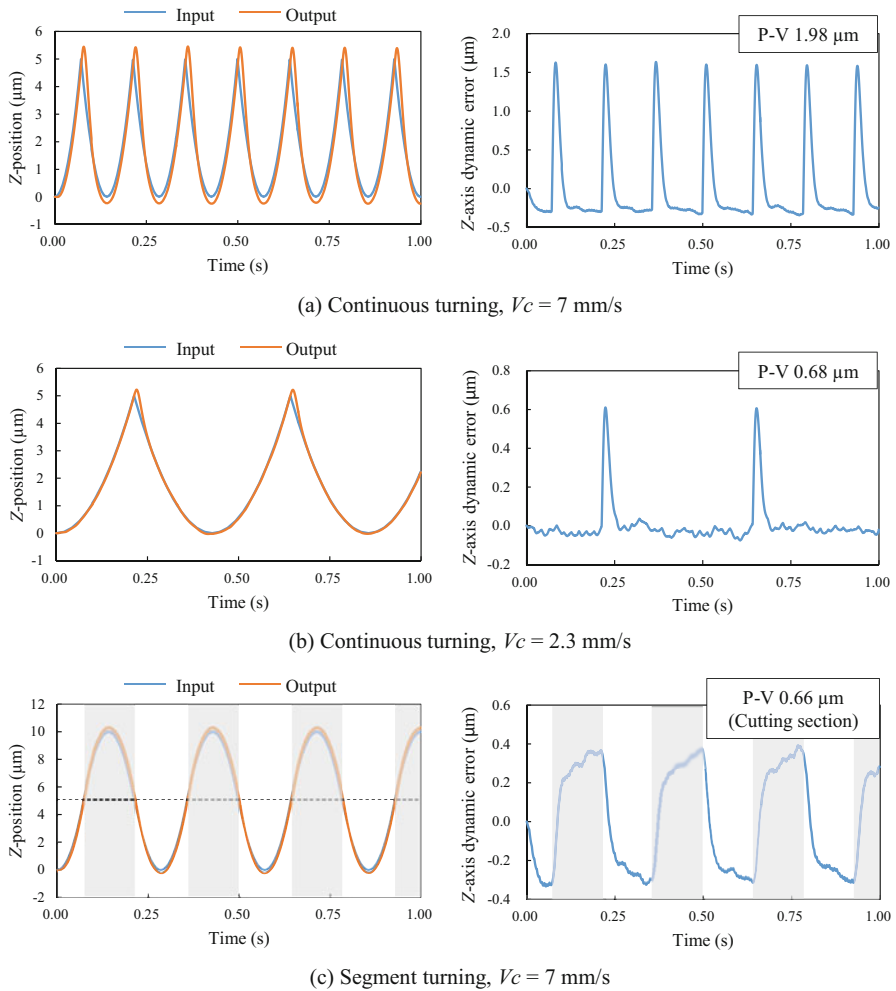 Input Output
Z-position (µm)
6
5
4
3
2
1
0
-1
0.00 0.25 0.50 0.75 1.00
Time (s)
P-V 1.98 µm
Z-axis dynamic error (µm)
2.0
1.5
1.0
0.5
0.0
-0.5
0.00 0.25 0.50 0.75 1.00
Time (s)
(a) Continuous turning, Vc = 7 mm/s
Input Output
Z-position (µm)
6
5
4
3
2
1
0
-1
0.00 0.25 0.50 0.75 1.00
Time (s)
P-V 0.68 µm
Z-axis dynamic error (µm)
0.8
0.6
0.4
0.2
0.0
-0.2
0.00 0.25 0.50 0.75 1.00
Time (s)
(b) Continuous turning, Vc = 2.3 mm/s
Input Output
Z-position (µm)
12
10
8
6
4
2
0
-2
0.00 0.25 0.50 0.75 1.00
Time (s)
P-V 0.66 µm
(Cutting section)
Z-axis dynamic error (µm)
0.6
0.4
0.2
0.0
-0.2
-0.4
0.00 0.25 0.50 0.75 1.00
Time (s)
(c) Segment turning, Vc = 7 mm/s